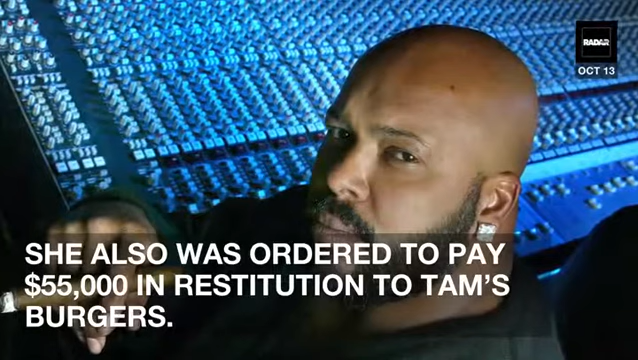 RADAR
OCT 13
SHE ALSO WAS ORDERED TO PAY
$55,000 IN RESTITUTION TO TAM'S
BURGERS.